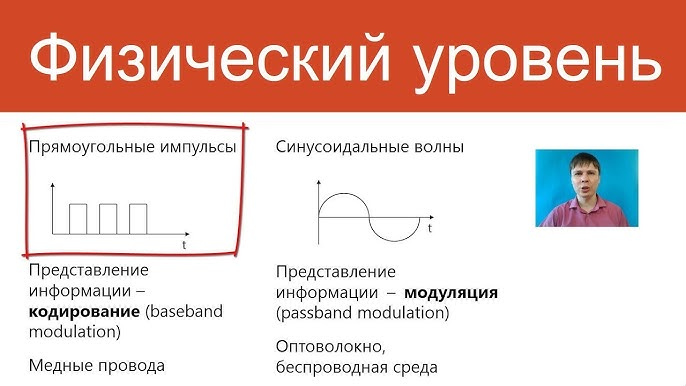 Физический уровень
Прямоугольные импульсы
t
Представление
информации –
кодирование (baseband
modulation)
Медные провода
Синусоидальные волны
t
Представление
информации – модуляция
(passband modulation)
Оптоволокно,
беспроводная среда